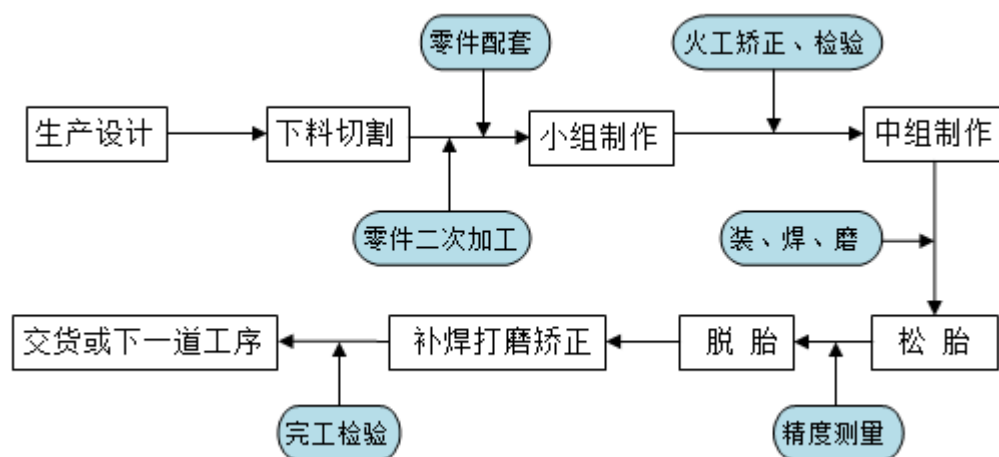 零件配套
火工矫正、检验
生产设计
下料切割
小组制作
中组制作
零件二次加工
装、焊、磨
交货或下一道工序
补焊打磨矫正
脱 胎
松 胎
完工检验
精度测量